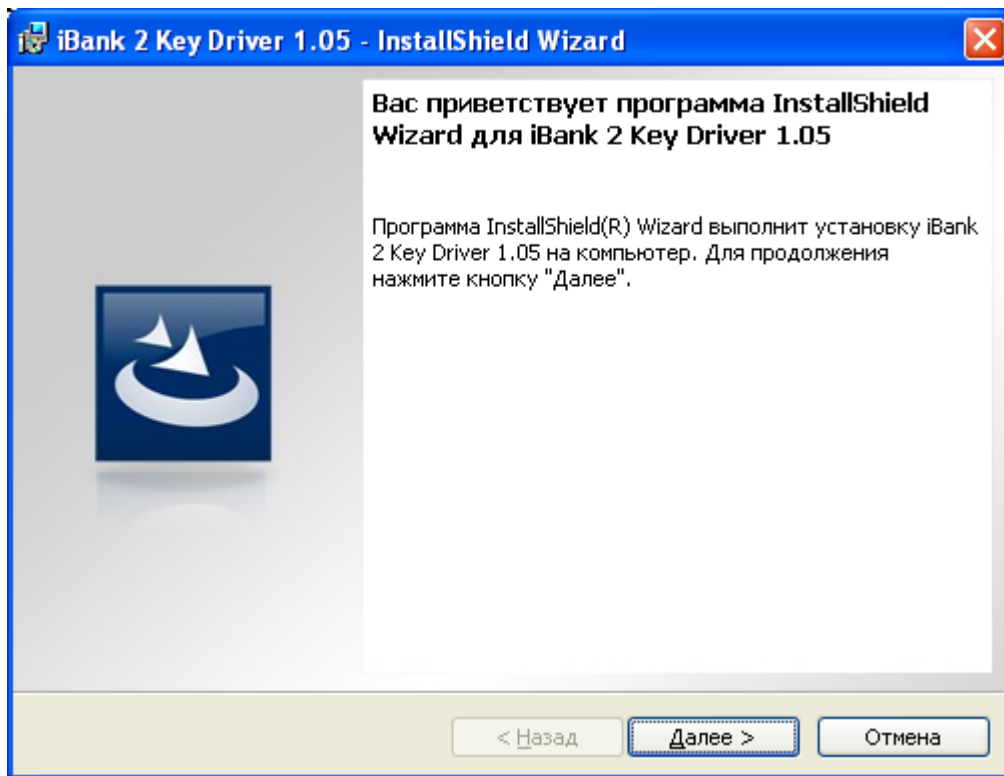 iBank 2 Key Driver 1.05 - InstallShield Wizard
Вас приветствует программа InstallShield
Wizard для iBank 2 Key Driver 1.05
Программа InstallShield(R) Wizard выполнит установку iBank
2 Key Driver 1.05 на компьютер. Для продолжения
нажмите кнопку "Далее".
< Назад
Далее >
Отмена